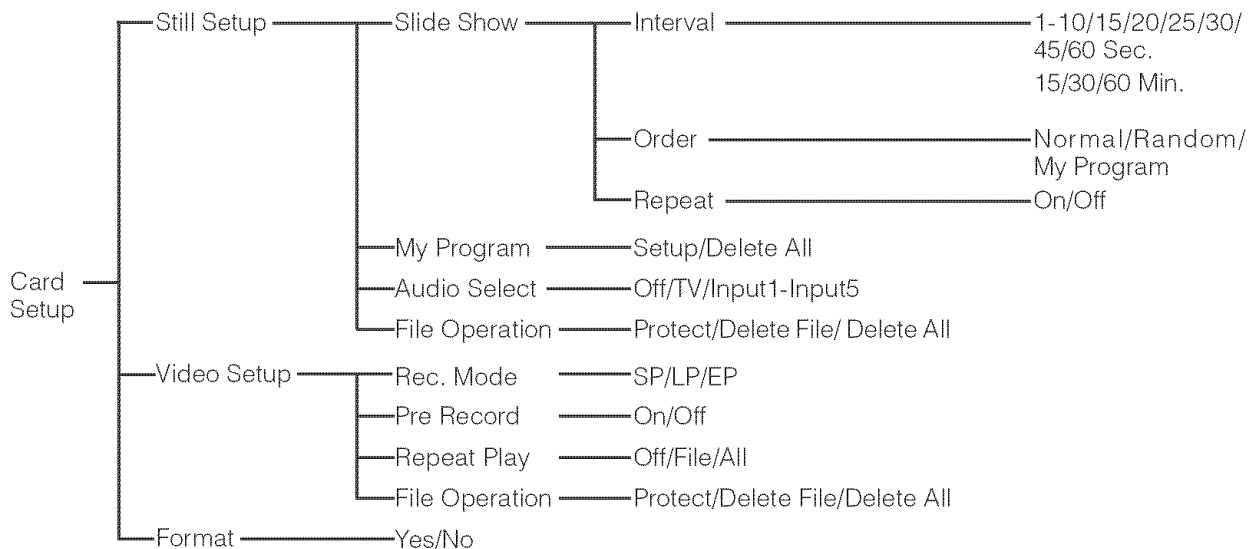 Still Setup Slide Show Interval 1-10/15/20/25/30/
45/60 Sec.
15/30/60 Min.
Order Normal/Random/
My Program
Repeat On/Off
My Program Setup/Delete All
Card
Setup
Audio Select Off/TV/Input1-Input5
File Operation Protect/Delete File/ Delete All
Video Setup Rec. Mode SP/LP/EP
Pre Record On/Off
Repeat Play Off/File/All
File Operation Protect/Delete File/Delete All
Format Yes/No